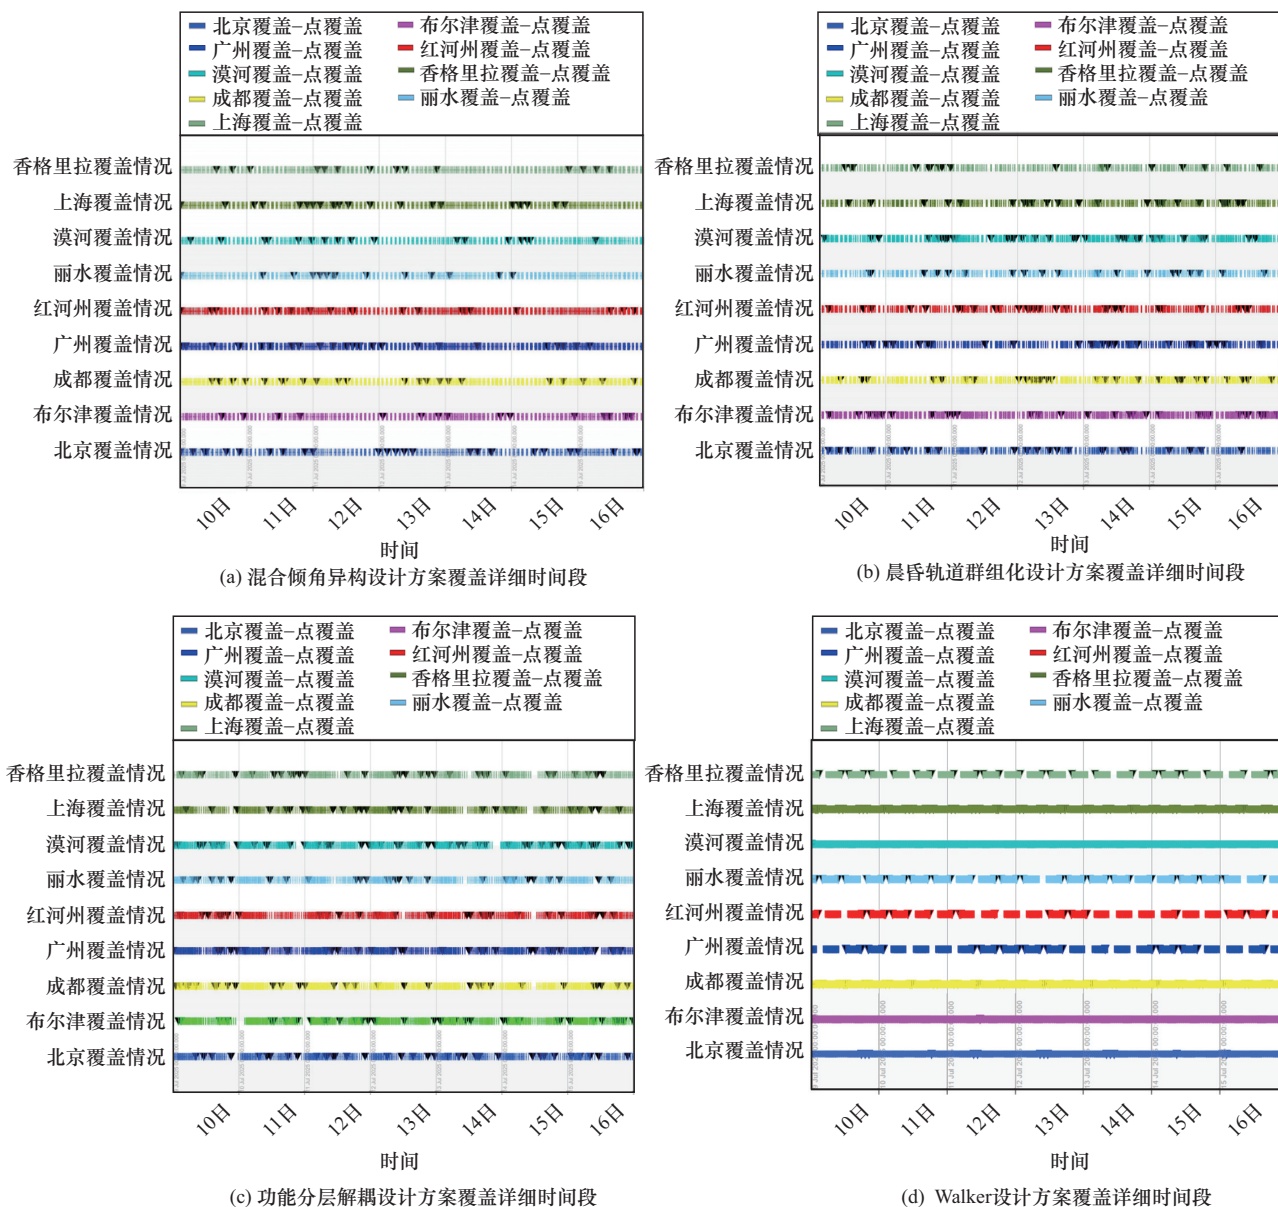 北京覆盖–点覆盖
布尔津覆盖–点覆盖
广州覆盖–点覆盖
红河州覆盖–点覆盖
漠河覆盖–点覆盖
香格里拉覆盖–点覆盖
成都覆盖–点覆盖
丽水覆盖–点覆盖
上海覆盖–点覆盖
香格里拉覆盖情况
上海覆盖情况
漠河覆盖情况
丽水覆盖情况
红河州覆盖情况
广州覆盖情况
成都覆盖情况
布尔津覆盖情况
北京覆盖情况
10日 11日 12日 13日 14日 15日 16日
时间
(a) 混合倾角异构设计方案覆盖详细时间段
北京覆盖–点覆盖
布尔津覆盖–点覆盖
广州覆盖–点覆盖
红河州覆盖–点覆盖
漠河覆盖–点覆盖
香格里拉覆盖–点覆盖
成都覆盖–点覆盖
丽水覆盖–点覆盖
上海覆盖–点覆盖
香格里拉覆盖情况
上海覆盖情况
漠河覆盖情况
丽水覆盖情况
红河州覆盖情况
广州覆盖情况
成都覆盖情况
布尔津覆盖情况
北京覆盖情况
10日 11日 12日 13日 14日 15日 16日
时间
(b) 晨昏轨道群组化设计方案覆盖详细时间段
北京覆盖–点覆盖
布尔津覆盖–点覆盖
广州覆盖–点覆盖
红河州覆盖–点覆盖
漠河覆盖–点覆盖
香格里拉覆盖–点覆盖
成都覆盖–点覆盖
丽水覆盖–点覆盖
上海覆盖–点覆盖
香格里拉覆盖情况
上海覆盖情况
漠河覆盖情况
丽水覆盖情况
红河州覆盖情况
广州覆盖情况
成都覆盖情况
布尔津覆盖情况
北京覆盖情况
10日 11日 12日 13日 14日 15日 16日
时间
(c) 功能分层解耦设计方案覆盖详细时间段
北京覆盖–点覆盖
布尔津覆盖–点覆盖
广州覆盖–点覆盖
红河州覆盖–点覆盖
漠河覆盖–点覆盖
香格里拉覆盖–点覆盖
成都覆盖–点覆盖
丽水覆盖–点覆盖
上海覆盖–点覆盖
香格里拉覆盖情况
上海覆盖情况
漠河覆盖情况
丽水覆盖情况
红河州覆盖情况
广州覆盖情况
成都覆盖情况
布尔津覆盖情况
北京覆盖情况
10日 11日 12日 13日 14日 15日 16日
时间
(d) Walker设计方案覆盖详细时间段